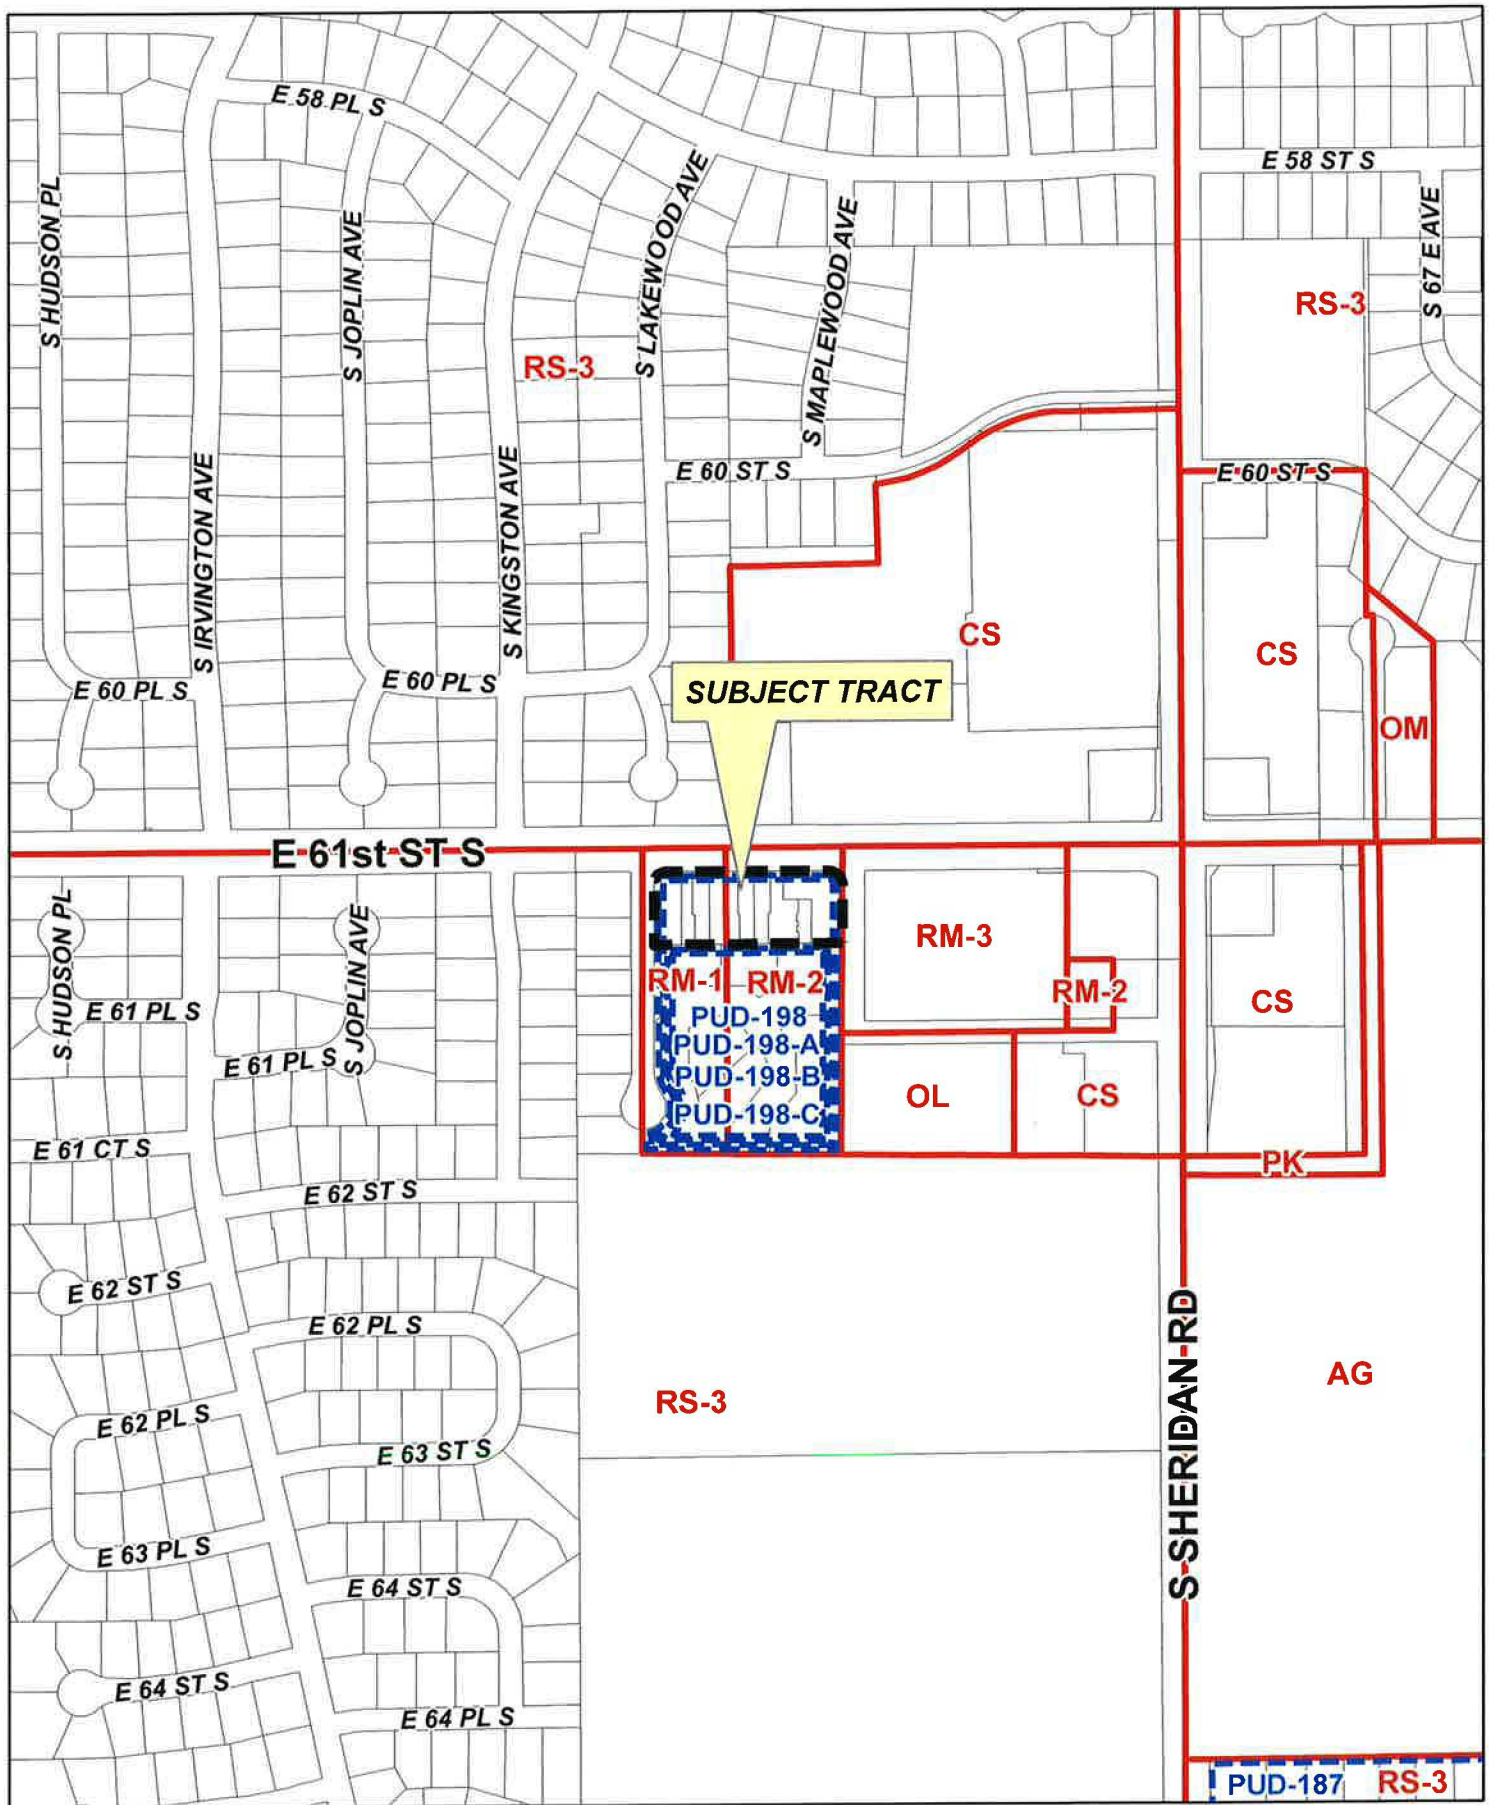 E 58 PL S
E 58 ST S
S HUDSON PL
S JOPLIN AVE
S LAKEWOOD AVE
S MAPLEWOOD AVE
S 67 E AVE
RS-3
RS-3
E 60 ST S
E 60 ST S
S IRVINGTON AVE
S KINGSTON AVE
CS
CS
E 60 PL S
E 60 PL S
SUBJECT TRACT
OM
E 61st ST S
S HUDSON PL
S JOPLIN AVE
RM-3
RM-1
RM-2
RM-2
CS
E 61 PL S
PUD-198
PUD-198-A
E 61 PL S
PUD-198-B
OL
CS
PUD-198-C
E 61 CT S
PK
E 62 ST S
E 62 ST S
E 62 PL S
S SHERIDAN RD
AG
RS-3
E 62 PL S
E 63 ST S
E 63 PL S
E 64 ST S
E 64 ST S
E 64 PL S
PUD-187
RS-3